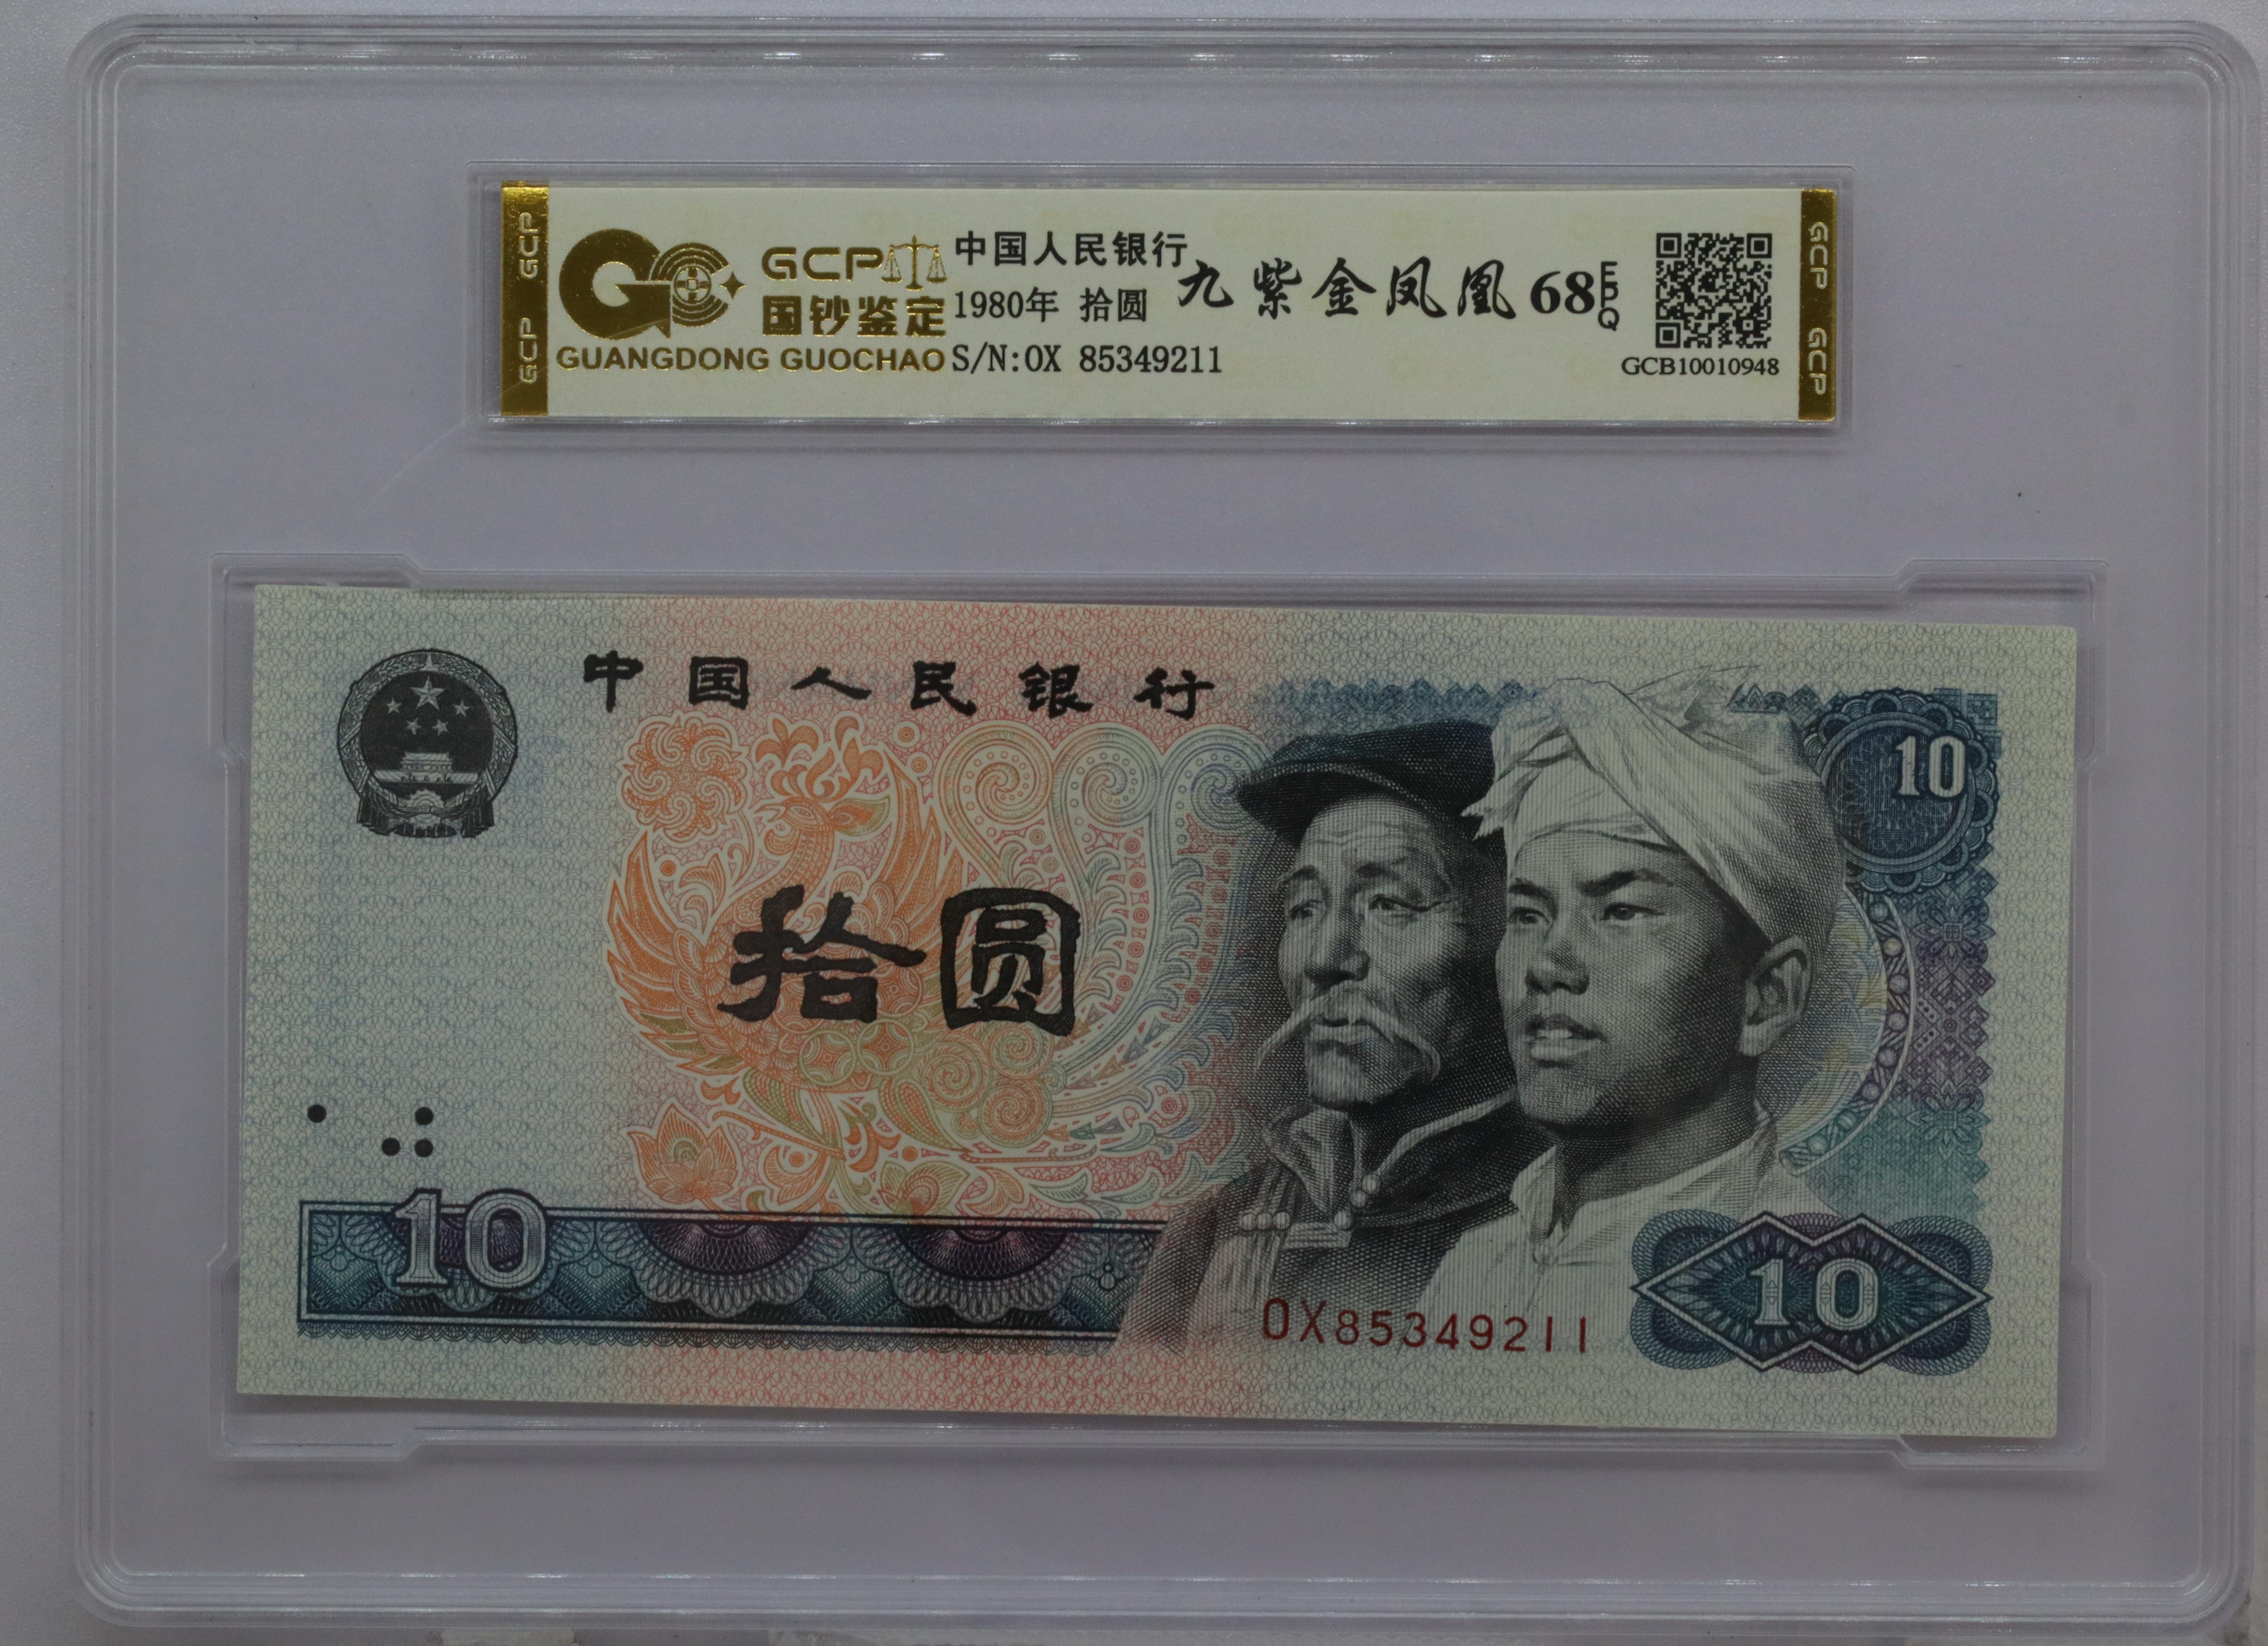 GCP GCP
GCP
国钞鉴定
GUANGDONG GUOCHAO
中国人民银行
1980年 拾圆
S/N:OX 85349211
九紫金凤凰 68 EPQ
GCB10010948
GCP GCP
中国人民银行
10
拾圆
10
OX85349211
10